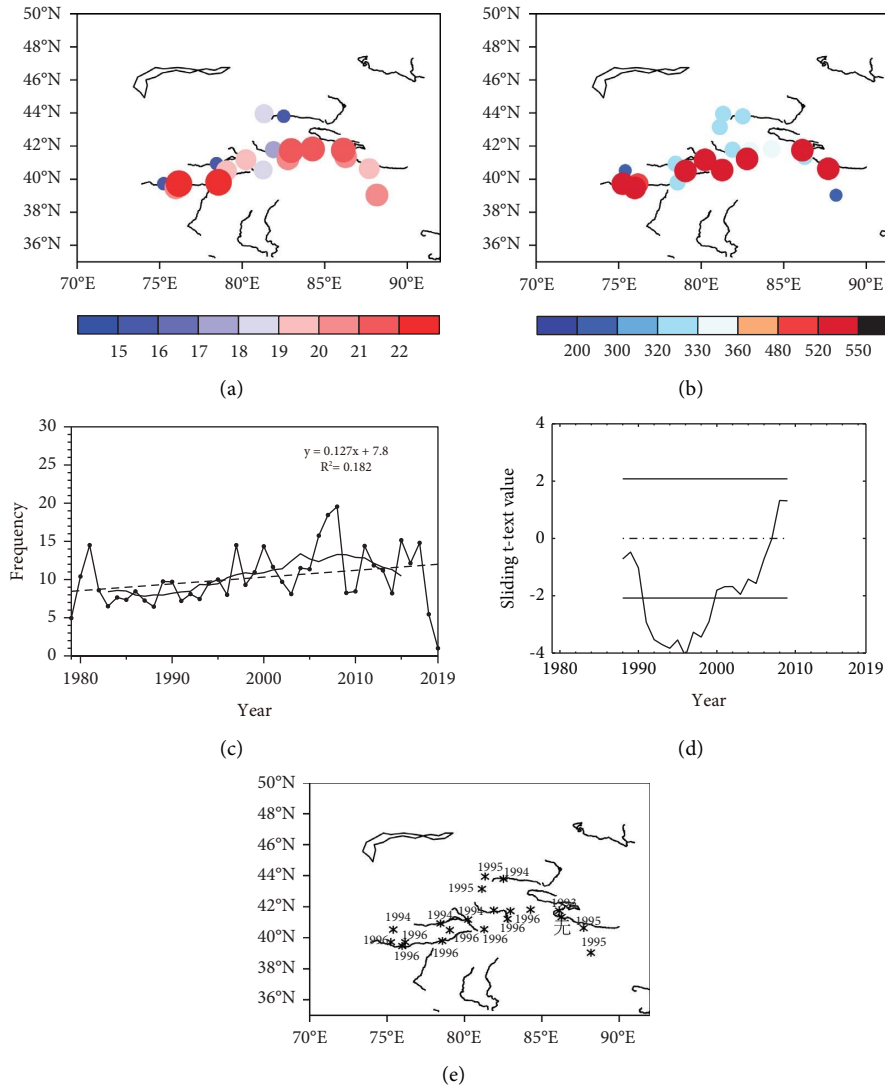 50°N
48°N
46°N
44°N
42°N
40°N
38°N
36°N
70°E 75°E 80°E 85°E 90°E
15 16 17 18 19 20 21 22
(a)
50°N
48°N
46°N
44°N
42°N
40°N
38°N
36°N
70°E 75°E 80°E 85°E 90°E
200 300 320 330 360 480 520 550
(b)
30
25
20
15
10
5
0
Frequency
y = 0.127x + 7.8
R²= 0.182
1980 1990 2000 2010 2019
Year
(c)
4
2
0
-2
-4
Sliding t-text value
1980 1990 2000 2010 2019
Year
(d)
50°N
48°N
46°N
44°N
42°N
40°N
38°N
36°N
1995 1994
1995
1994 1994 1994 1993
1996 1995
无
1996 1996 1996 1996
1996 1996 1995
70°E 75°E 80°E 85°E 90°E
(e)